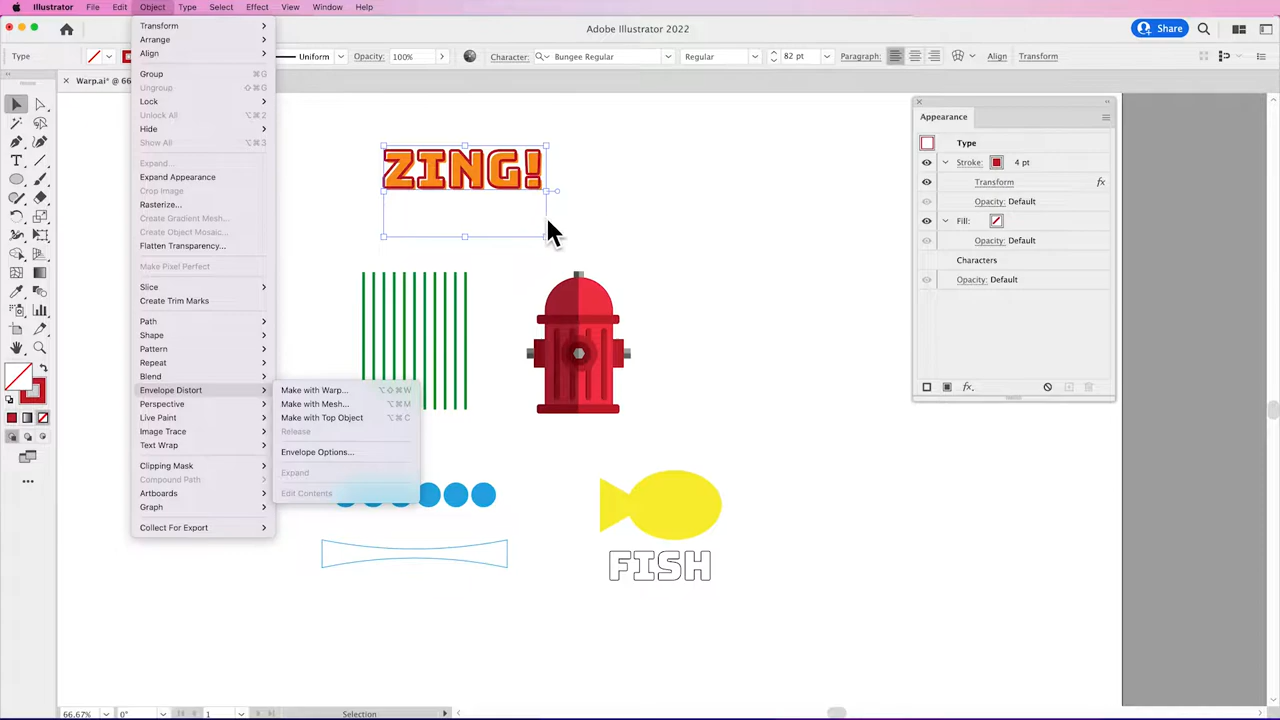 Illustrator File Edit Object Type Select Effect View Window Help
Adobe Illustrator 2022
Share
Type
Uniform
Opacity: 100%
Character: Bungee Regular
Regular
82 pt
Paragraph:
Align
Transform
Warp.ai* @ 66
Transform
Arrange
Align
Group ⌘G
Ungroup ⇧⌘G
Lock
Unlock All ⌥⌘2
Hide
Show All ⌥⌘3
Expand...
Expand Appearance
Crop Image
Rasterize...
Create Gradient Mesh...
Create Object Mosaic...
Flatten Transparency...
Make Pixel Perfect
Slice
Create Trim Marks
Path
Shape
Pattern
Repeat
Blend
Envelope Distort
Perspective
Live Paint
Image Trace
Text Wrap
Clipping Mask
Compound Path
Artboards
Graph
Collect For Export
Make with Warp... ⌥⇧⌘W
Make with Mesh... ⌥⌘M
Make with Top Object ⌥⌘C
Release
Envelope Options...
Expand
Edit Contents
ZING!
FISH
Appearance
Type
Stroke: 4 pt
Transform fx
Opacity: Default
Fill:
Opacity: Default
Characters
Opacity: Default
fx.
66.67% 0° 1 Selection